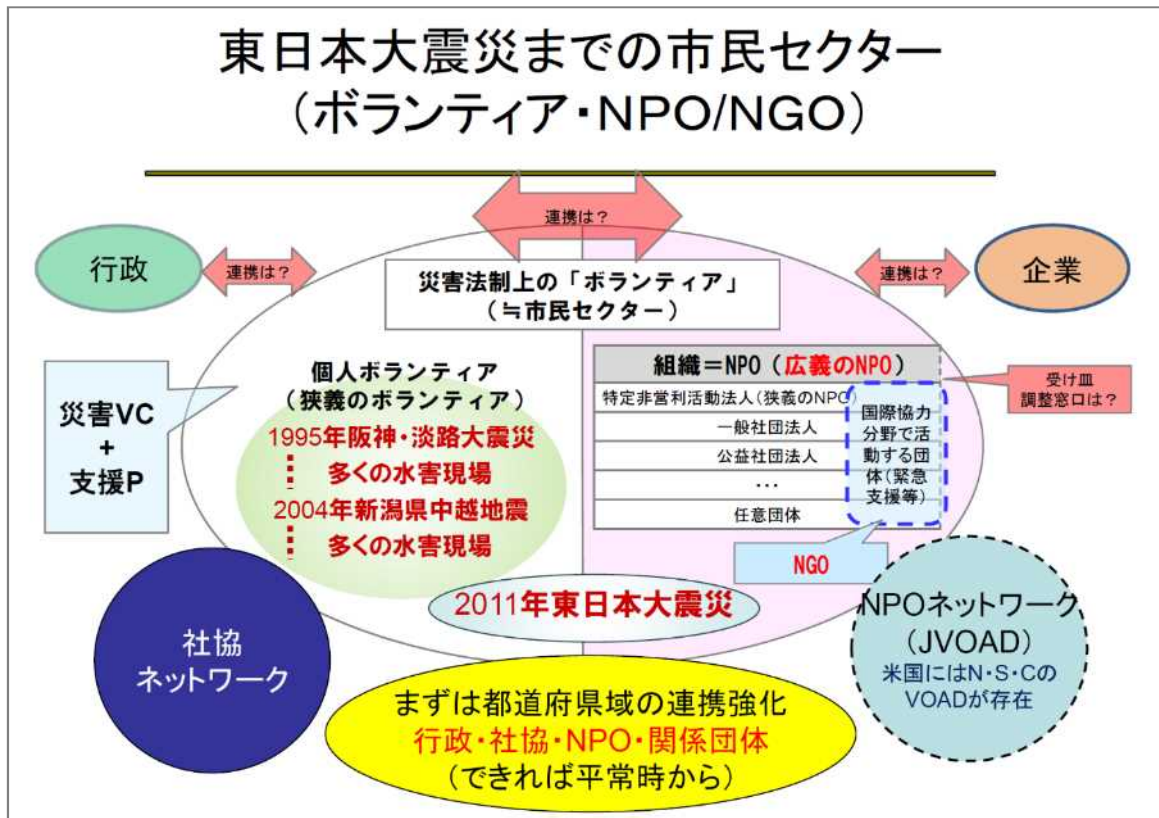 東日本大震災までの市民セクター
(ボランティア・NPO/NGO)
連携は？
行政
連携は？
連携は？
企業
災害法制上の「ボランティア」
(≒市民セクター)
災害VC
+
支援P
個人ボランティア
(狭義のボランティア)
1995年阪神・淡路大震災
多くの水害現場
2004年新潟県中越地震
多くの水害現場
組織＝NPO (広義のNPO)
特定非営利活動法人(狭義のNPO)
一般社団法人
公益社団法人
・・・
任意団体
国際協力
分野で活
動する団
体(緊急
支援等)
受け皿
調整窓口は？
NGO
2011年東日本大震災
社協
ネットワーク
NPOネットワーク
(JVOAD)
米国にはN・S・Cの
VOADが存在
まずは都道府県域の連携強化
行政・社協・NPO・関係団体
(できれば平常時から)